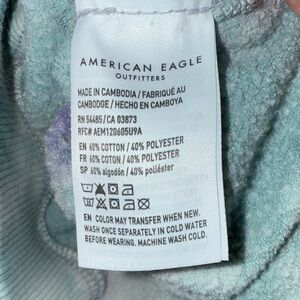 AMERICAN EAGLE
OUTFITTERS
MADE IN CAMBODIA / FABRIQUÉ AU
CAMBODGE / HECHO EN CAMBOYA
RN 54485/CA 03873
RFC# AEM120605U9A
EN 60% COTTON / 40% POLYESTER
FR 60% COTON / 40% POLYESTER
SP 60% algodón / 40% poliéster
EN COLOR MAY TRANSFER WHEN NEW.
WASH ONCE SEPARATELY IN COLD WATER
BEFORE WEARING. MACHINE WASH COLD.